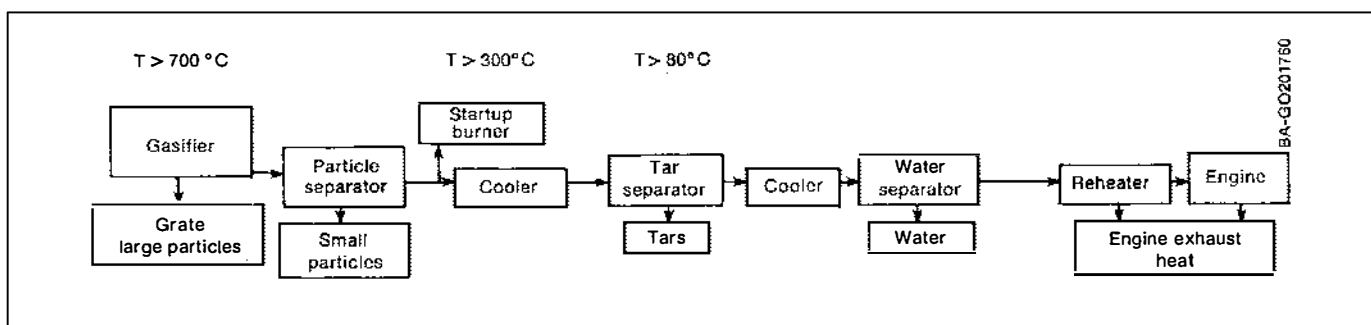 T > 700 °C
T > 300°C
T > 80°C
BA-GO201760
Startup
burner
Gasifier
Particle
separator
Cooler
Tar
separator
Cooler
Water
separator
Reheater
Engine
Grate
large particles
Small
particles
Tars
Water
Engine exhaust
heat